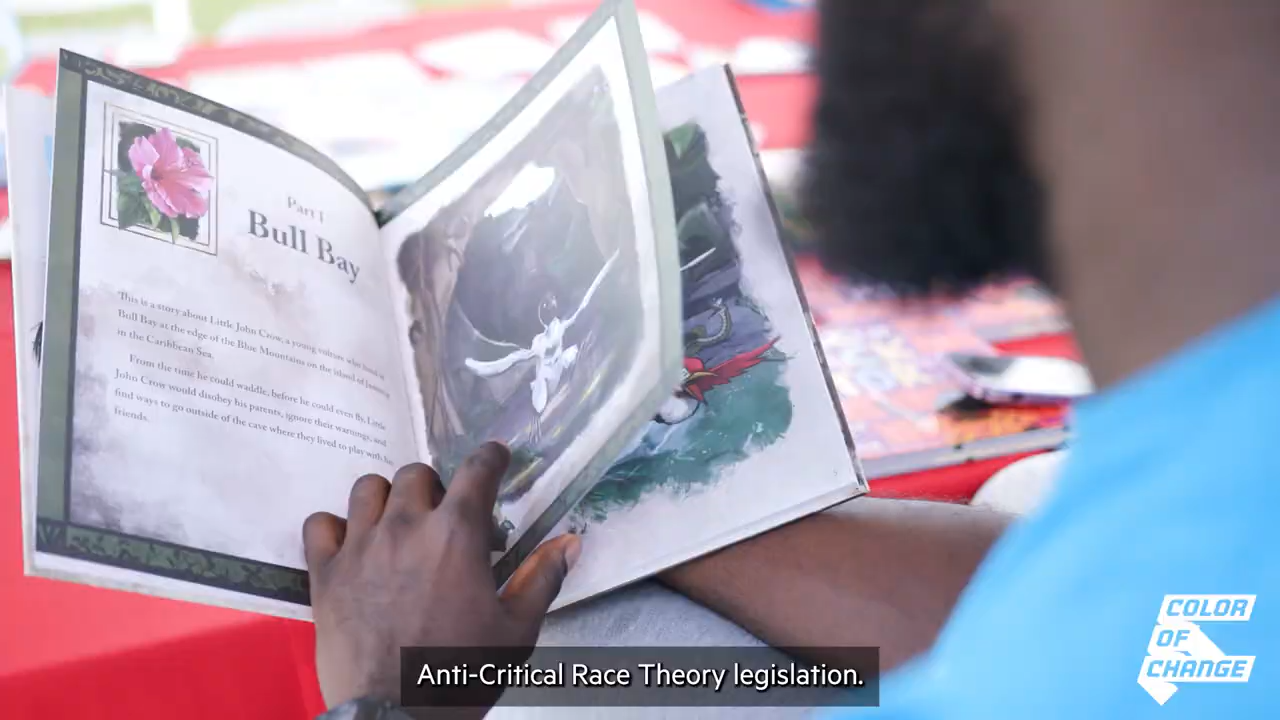 Part I
Bull Bay
This is a story about Little John Crow, a young vulture who lived in
Bull Bay at the edge of the Blue Mountains on the island of Jamaica
in the Caribbean Sea.
From the time he could waddle, before he could even fly, Little
John Crow would disobey his parents, ignore their warnings, and
find ways to go outside of the cave where they lived to play with his
friends.
Anti-Critical Race Theory legislation.
COLOR
OF
CHANGE